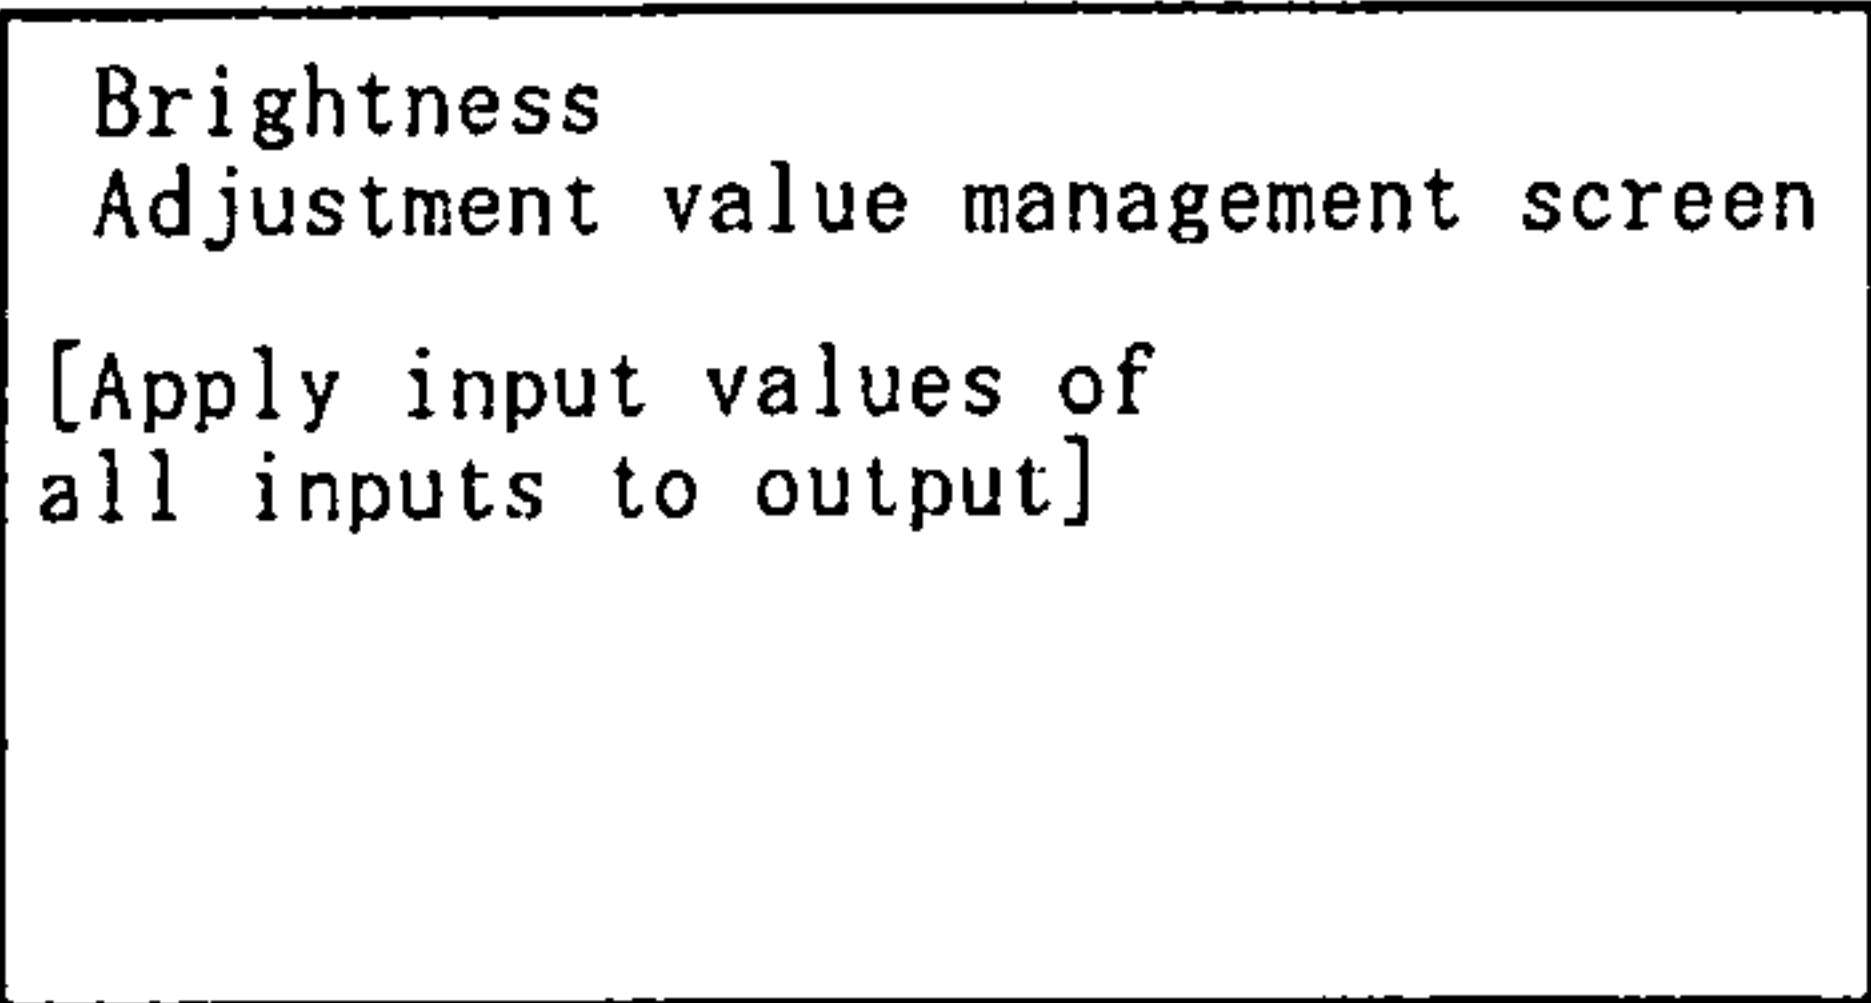 Brightness
Adjustment value management screen
[Apply input values of
all inputs to output]